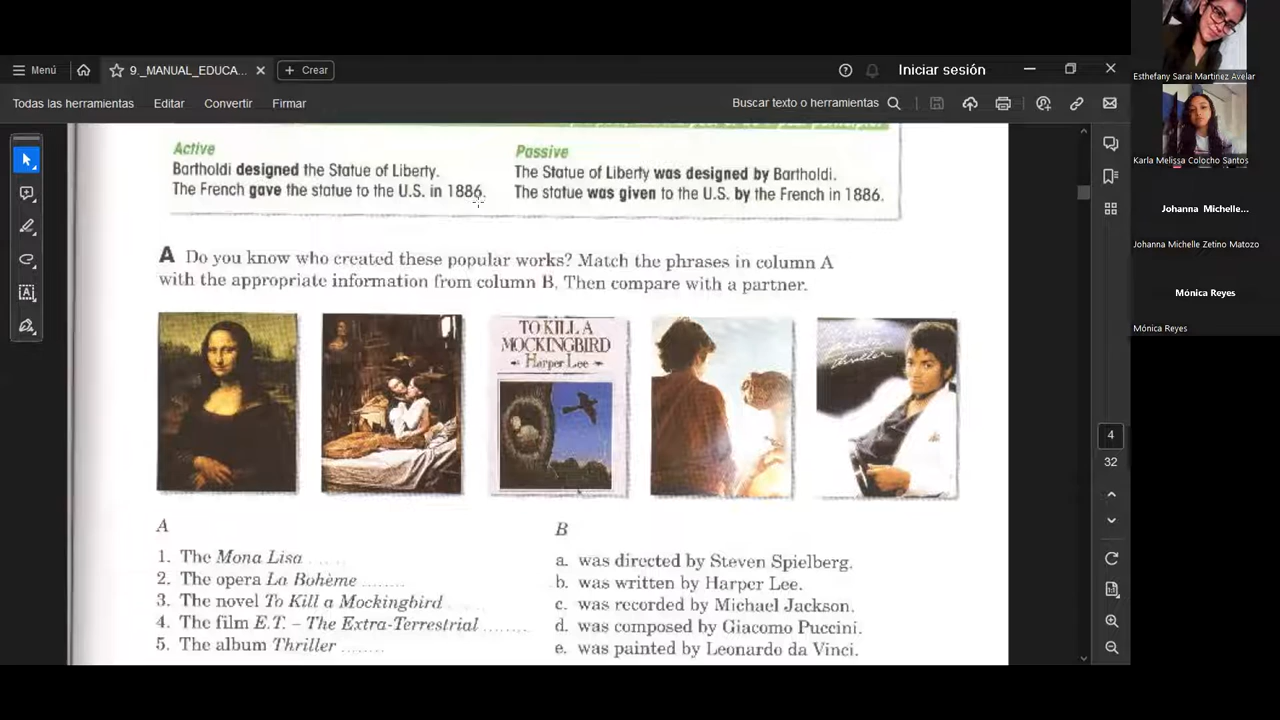 Menú
9._MANUAL_EDUCA...
Crear
Iniciar sesión
Todas las herramientas
Editar
Convertir
Firmar
Buscar texto o herramientas
Active
Bartholdi designed the Statue of Liberty.
The French gave the statue to the U.S. in 1886.
Passive
The Statue of Liberty was designed by Bartholdi.
The statue was given to the U.S. by the French in 1886.
A Do you know who created these popular works? Match the phrases in column A
with the appropriate information from column B. Then compare with a partner.
TO KILL A
MOCKINGBIRD
Harper Lee
Thriller
A
1. The Mona Lisa ......
2. The opera La Bohème ........
3. The novel To Kill a Mockingbird ......
4. The film E.T. – The Extra-Terrestrial ........
5. The album Thriller ........
B
a. was directed by Steven Spielberg.
b. was written by Harper Lee.
c. was recorded by Michael Jackson.
d. was composed by Giacomo Puccini.
e. was painted by Leonardo da Vinci.
4
32
Esthefany Sarai Martinez Avelar
Karla Melissa Colocho Santos
Johanna Michelle...
Johanna Michelle Zetino Matozo
Mónica Reyes
Mónica Reyes